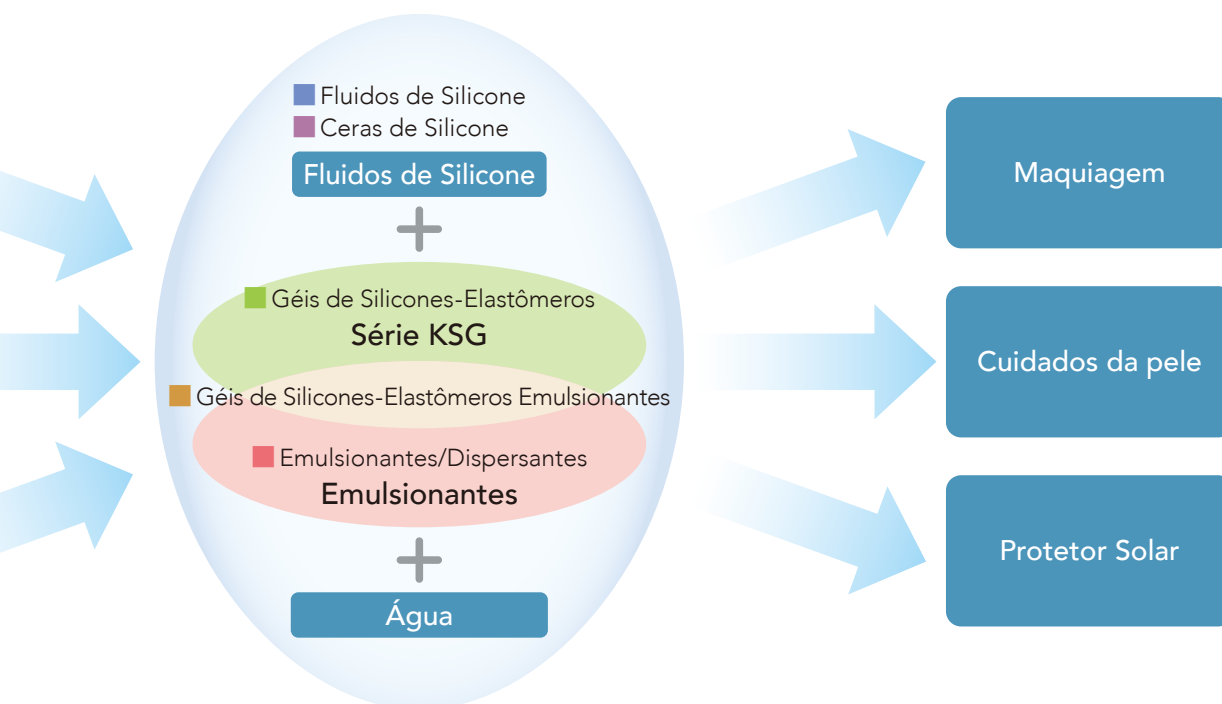 Fluidos de Silicone
Ceras de Silicone
Fluidos de Silicone
+
Géis de Silicones-Elastômeros
Série KSG
Géis de Silicones-Elastômeros Emulsionantes
Emulsionantes/Dispersantes
Emulsionantes
+
Água
Maquiagem
Cuidados da pele
Protetor Solar